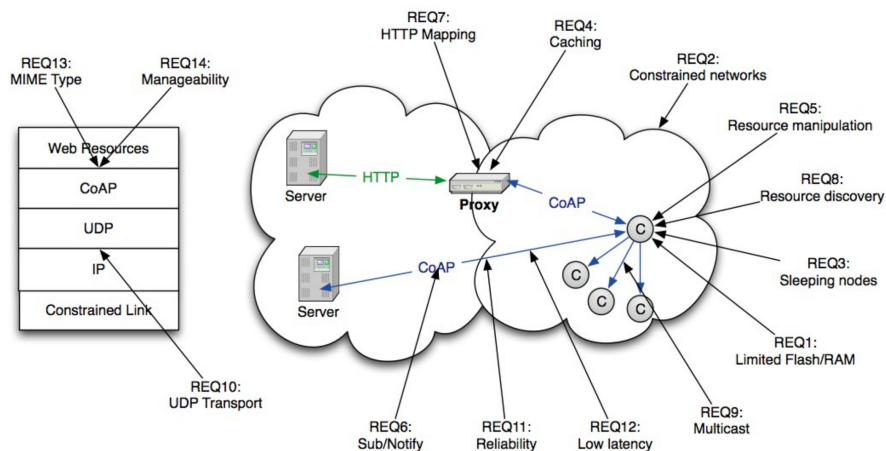 REQ7:
HTTP Mapping
REQ4:
Caching
REQ13:
MIME Type
REQ14:
Manageability
REQ2:
Constrained networks
REQ5:
Resource manipulation
Web Resources
CoAP
UDP
IP
Constrained Link
HTTP
Server
Proxy
CoAP
C
REQ8:
Resource discovery
CoAP
Server
C
C
C
REQ3:
Sleeping nodes
REQ1:
Limited Flash/RAM
REQ10:
UDP Transport
REQ6:
Sub/Notify
REQ11:
Reliability
REQ12:
Low latency
REQ9:
Multicast